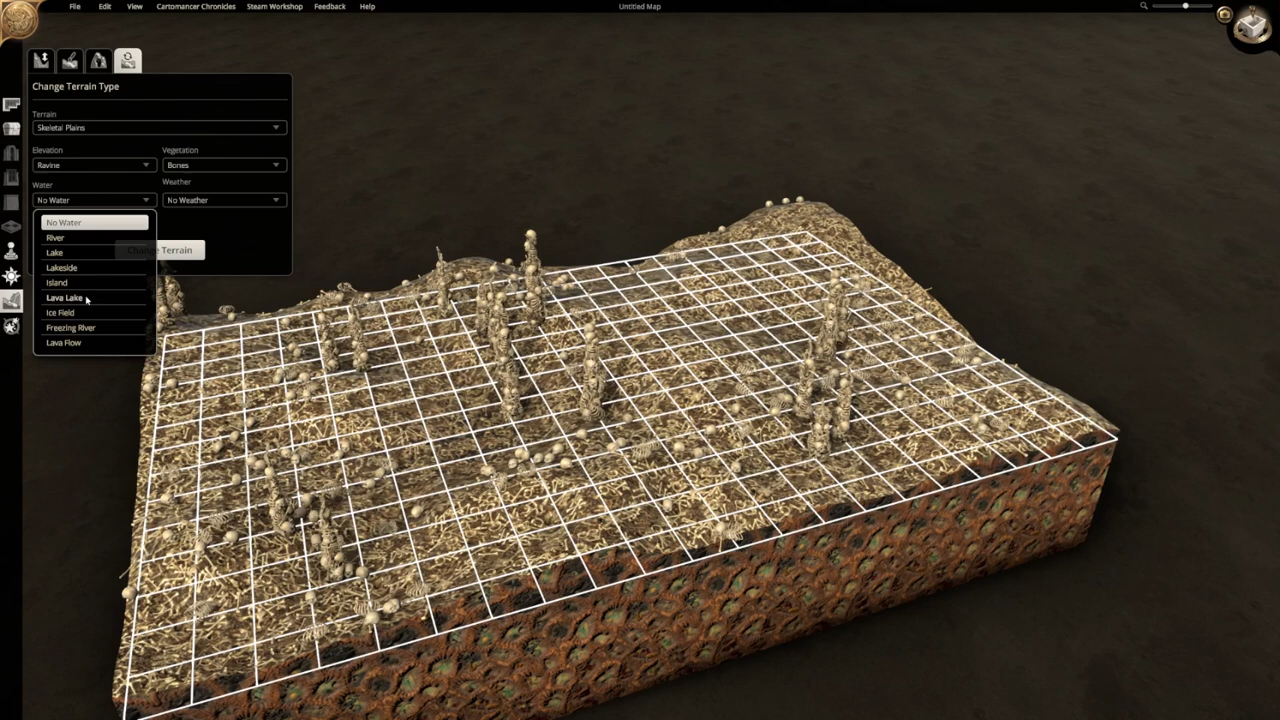 File Edit View Cartomancer Chronicles Steam Workshop Feedback Help Untitled Map
Change Terrain Type
Terrain
Skeletal Plains
Elevation Vegetation
Ravine Bones
Water Weather
No Water No Weather
No Water
River
Lake
Change Terrain
Lakeside
Island
Lava Lake
Ice Field
Freezing River
Lava Flow